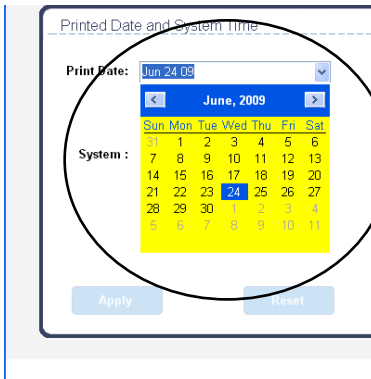 Printed Date and System Time
Print Date: Jun 24 09
< June, 2009 >
Sun Mon Tue Wed Thu Fri Sat
31 1 2 3 4 5 6
System : 7 8 9 10 11 12 13
14 15 16 17 18 19 20
21 22 23 24 25 26 27
28 29 30 1 2 3 4
5 6 7 8 9 10 11
Apply Reset